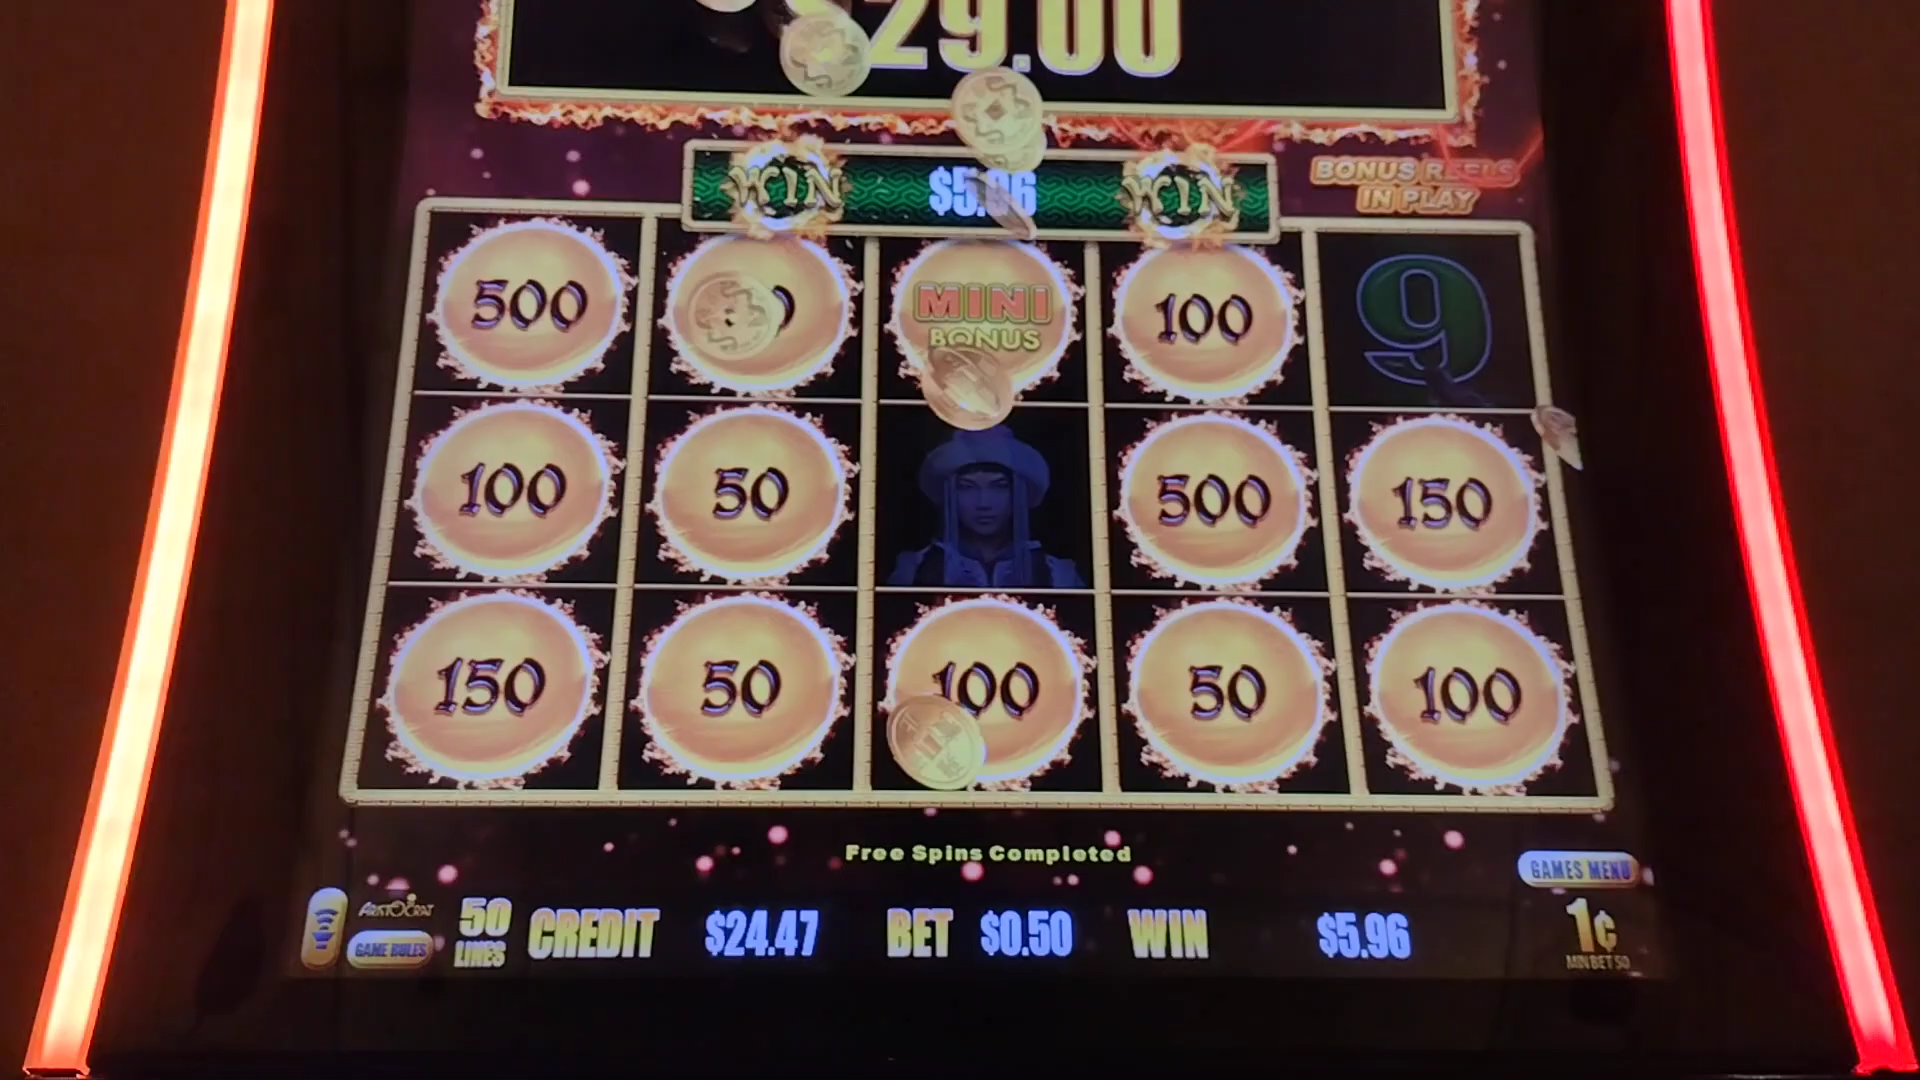 $29.00
WIN $5.96 WIN
BONUS REELS
IN PLAY
500 MINI
BONUS 100 9
100 50 500 150
150 50 100 50 100
Free Spins Completed
GAMES MENU
ARISTOCRAT
GAME RULES
50
LINES
CREDIT $24.47 BET $0.50 WIN $5.96
1¢
MIN BET 50